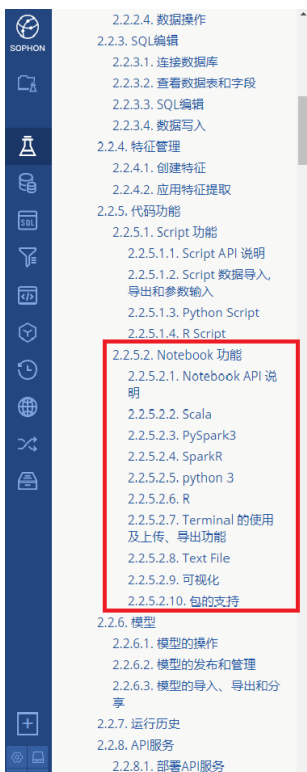 2.2.2.4. 数据操作
SOPHON
2.2.3. SQL编辑
2.2.3.1. 连接数据库
2.2.3.2. 查看数据表和字段
2.2.3.3. SQL编辑
2.2.3.4. 数据写入
2.2.4. 特征管理
2.2.4.1. 创建特征
2.2.4.2. 应用特征提取
2.2.5. 代码功能
SQL
2.2.5.1. Script 功能
2.2.5.1.1. Script API 说明
2.2.5.1.2. Script 数据导入,
导出和参数输入
2.2.5.1.3. Python Script
2.2.5.1.4. R Script
2.2.5.2. Notebook 功能
2.2.5.2.1. Notebook API 说
明
2.2.5.2.2. Scala
2.2.5.2.3. PySpark3
2.2.5.2.4. SparkR
2.2.5.2.5. python 3
2.2.5.2.6. R
2.2.5.2.7. Terminal 的使用
及上传、导出功能
2.2.5.2.8. Text File
2.2.5.2.9. 可视化
2.2.5.2.10. 包的支持
2.2.6. 模型
2.2.6.1. 模型的操作
2.2.6.2. 模型的发布和管理
2.2.6.3. 模型的导入、导出和分
享
2.2.7. 运行历史
2.2.8. API服务
2.2.8.1. 部署API服务